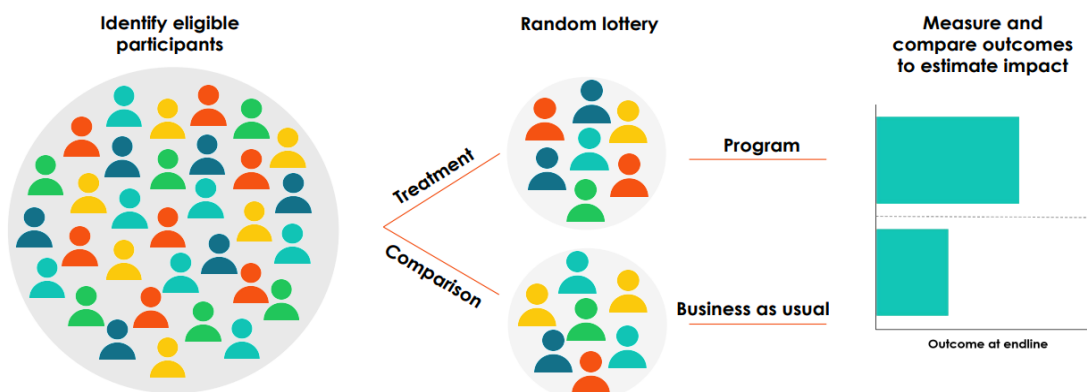 Identify eligible
participants
Random lottery
Measure and
compare outcomes
to estimate impact
Treatment
Program
Comparison
Business as usual
Outcome at endline